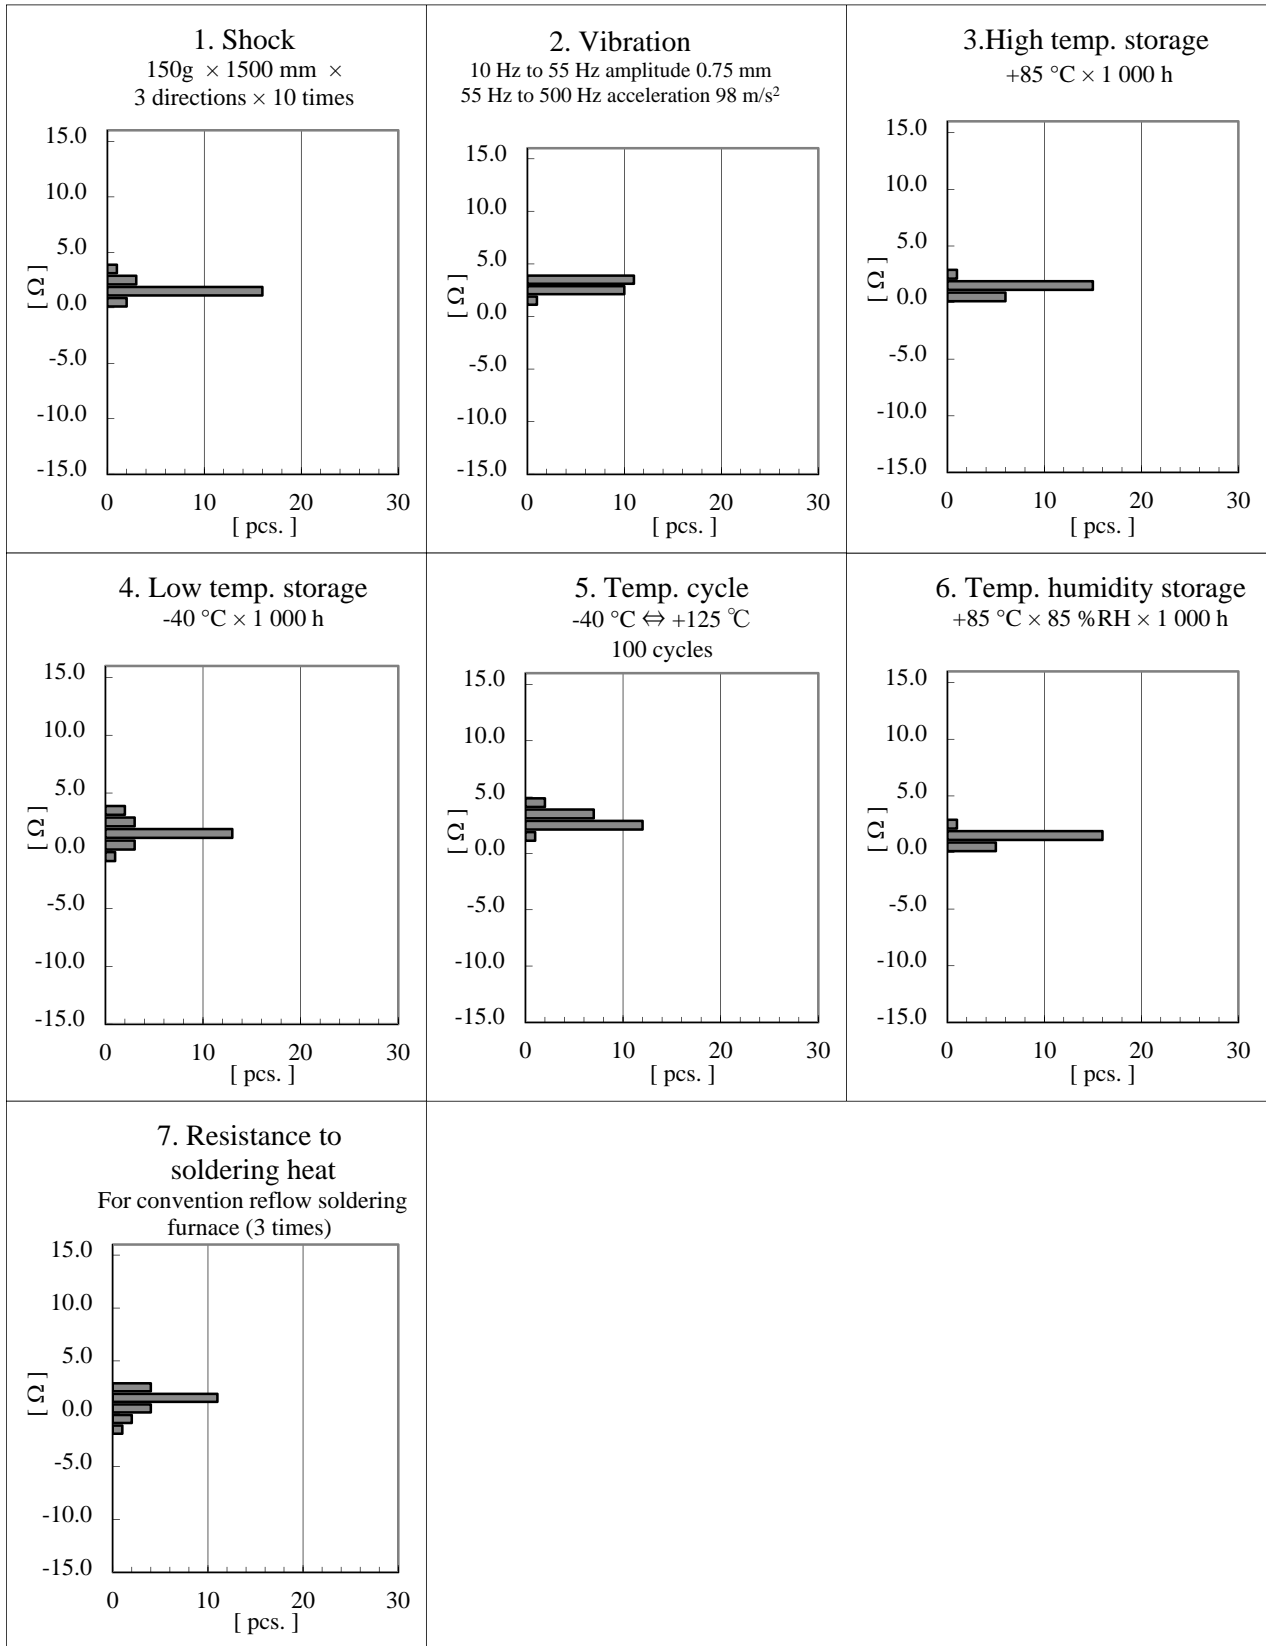 1. Shock
150g × 1500 mm ×
3 directions × 10 times
15.0
10.0
5.0
0.0
-5.0
-10.0
-15.0
[ Ω ]
0 10 20 30
[ pcs. ]
2. Vibration
10 Hz to 55 Hz amplitude 0.75 mm
55 Hz to 500 Hz acceleration 98 m/s²
15.0
10.0
5.0
0.0
-5.0
-10.0
-15.0
[ Ω ]
0 10 20 30
[ pcs. ]
3.High temp. storage
+85 °C × 1 000 h
15.0
10.0
5.0
0.0
-5.0
-10.0
-15.0
[ Ω ]
0 10 20 30
[ pcs. ]
4. Low temp. storage
-40 °C × 1 000 h
15.0
10.0
5.0
0.0
-5.0
-10.0
-15.0
[ Ω ]
0 10 20 30
[ pcs. ]
5. Temp. cycle
-40 °C ⇔ +125 ℃
100 cycles
15.0
10.0
5.0
0.0
-5.0
-10.0
-15.0
[ Ω ]
0 10 20 30
[ pcs. ]
6. Temp. humidity storage
+85 °C × 85 %RH × 1 000 h
15.0
10.0
5.0
0.0
-5.0
-10.0
-15.0
[ Ω ]
0 10 20 30
[ pcs. ]
7. Resistance to
soldering heat
For convention reflow soldering
furnace (3 times)
15.0
10.0
5.0
0.0
-5.0
-10.0
-15.0
[ Ω ]
0 10 20 30
[ pcs. ]